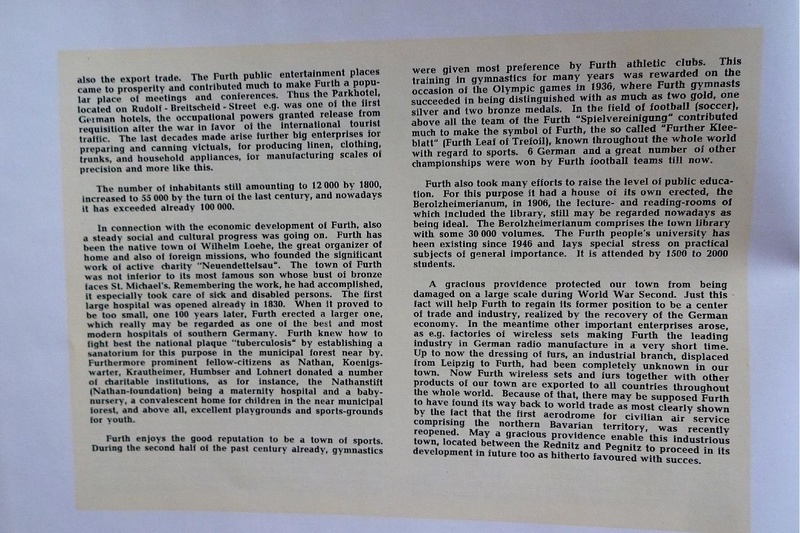 also the export trade. The Furth public entertainment places
came to prosperity and contributed much to make Furth a popu-
lar place of meetings and conferences. Thus the Parkhotel,
located on Rudolf - Breitscheid - Street e.g. was one of the first
German hotels, the occupational powers granted release from
requisition alter the war in favor of the international tourist
traffic. The last decades made arise further big enterprises for
preparing and canning victuals, for producing linen, clothing,
trunks, and household appliances, for manufacturing scales of
precision and more like this.
The number of inhabitants still amounting to 12 000 by 1800,
increased to 55 000 by the turn of the last century, and nowadays
it has exceeded already 100 000.
In connection with the economic development of Furth, also
a steady social and cultural progress was going on. Furth has
been the native town of Wilhelm Loehe, the great organizer of
home and also of foreign missions, who founded the significant
work of active charity "Neuendettelsau". The town of Furth
was not inferior to its most famous son whose bust of bronze
faces St. Michael's. Remembering the work, he had accomplished,
it especially took care of sick and disabled persons. The first
large hospital was opened already in 1830. When it proved to
be too small, one 100 years later, Furth erected a larger one,
which really may be regarded as one of the best and most
modern hospitals of southern Germany. Furth knew how to
fight best the national plaque "tuberculosis" by establishing a
sanatorium for this purpose in the municipal forest near by.
Furthermore prominent fellow-citizens as Nathan, Koenigs-
warter, Krautheimer, Humbser and Lohnert donated a number
of charitable institutions, as for instance, the Nathanstift
(Nathan-foundation) being a maternity hospital and a baby-
nursery, a convalescent home for children in the near municipal
forest, and above all, excellent playgrounds and sports-grounds
for youth.
Furth enjoys the good reputation to be a town of sports.
During the second half of the past century already, gymnastics
were given most preference by Furth athletic clubs. This
training in gymnastics for many years was rewarded on the
occasion of the Olympic games in 1936, where Furth gymnasts
succeeded in being distinguished with as much as two gold, one
silver and two bronze medals. In the field of football (soccer),
above all the team of the Furth "Spielvereinigung" contributed
much to make the symbol of Furth, the so called "Further Klee-
blatt" (Furth Leaf of Trefoil), known throughout the whole world
with regard to sports. 6 German and a great number of other
championships were won by Furth football teams till now.
Furth also took many efforts to raise the level of public educa-
tion. For this purpose it had a house of its own erected, the
Berolzheimerianum, in 1906, the lecture- and reading-rooms of
which included the library, still may be regarded nowadays as
being ideal. The Berolzheimerianum comprises the town library
with some 30 000 volumes. The Furth people's university has
been existing since 1946 and lays special stress on practical
subjects of general importance. It is attended by 1500 to 2000
students.
A gracious providence protected our town from being
damaged on a large scale during World War Second. Just this
fact will help Furth to regain its former position to be a center
of trade and industry, realized by the recovery of the German
economy. In the meantime other important enterprises arose,
as e.g. factories of wireless sets making Furth the leading
industry in German radio manufacture in a very short time.
Up to now the dressing of furs, an industrial branch, displaced
from Leipzig to Furth, had been completely unknown in our
town. Now Furth wireless sets and furs together with other
products of our town are exported to all countries throughout
the whole world. Because of that, there may be supposed Furth
to have found its way back to world trade as most clearly shown
by the fact that the first aerodrome for civilian air service
comprising the northern Bavarian territory, was recently
reopened. May a gracious providence enable this industrious
town, located between the Rednitz and Pegnitz to proceed in its
development in future too as hitherto favoured with succes.